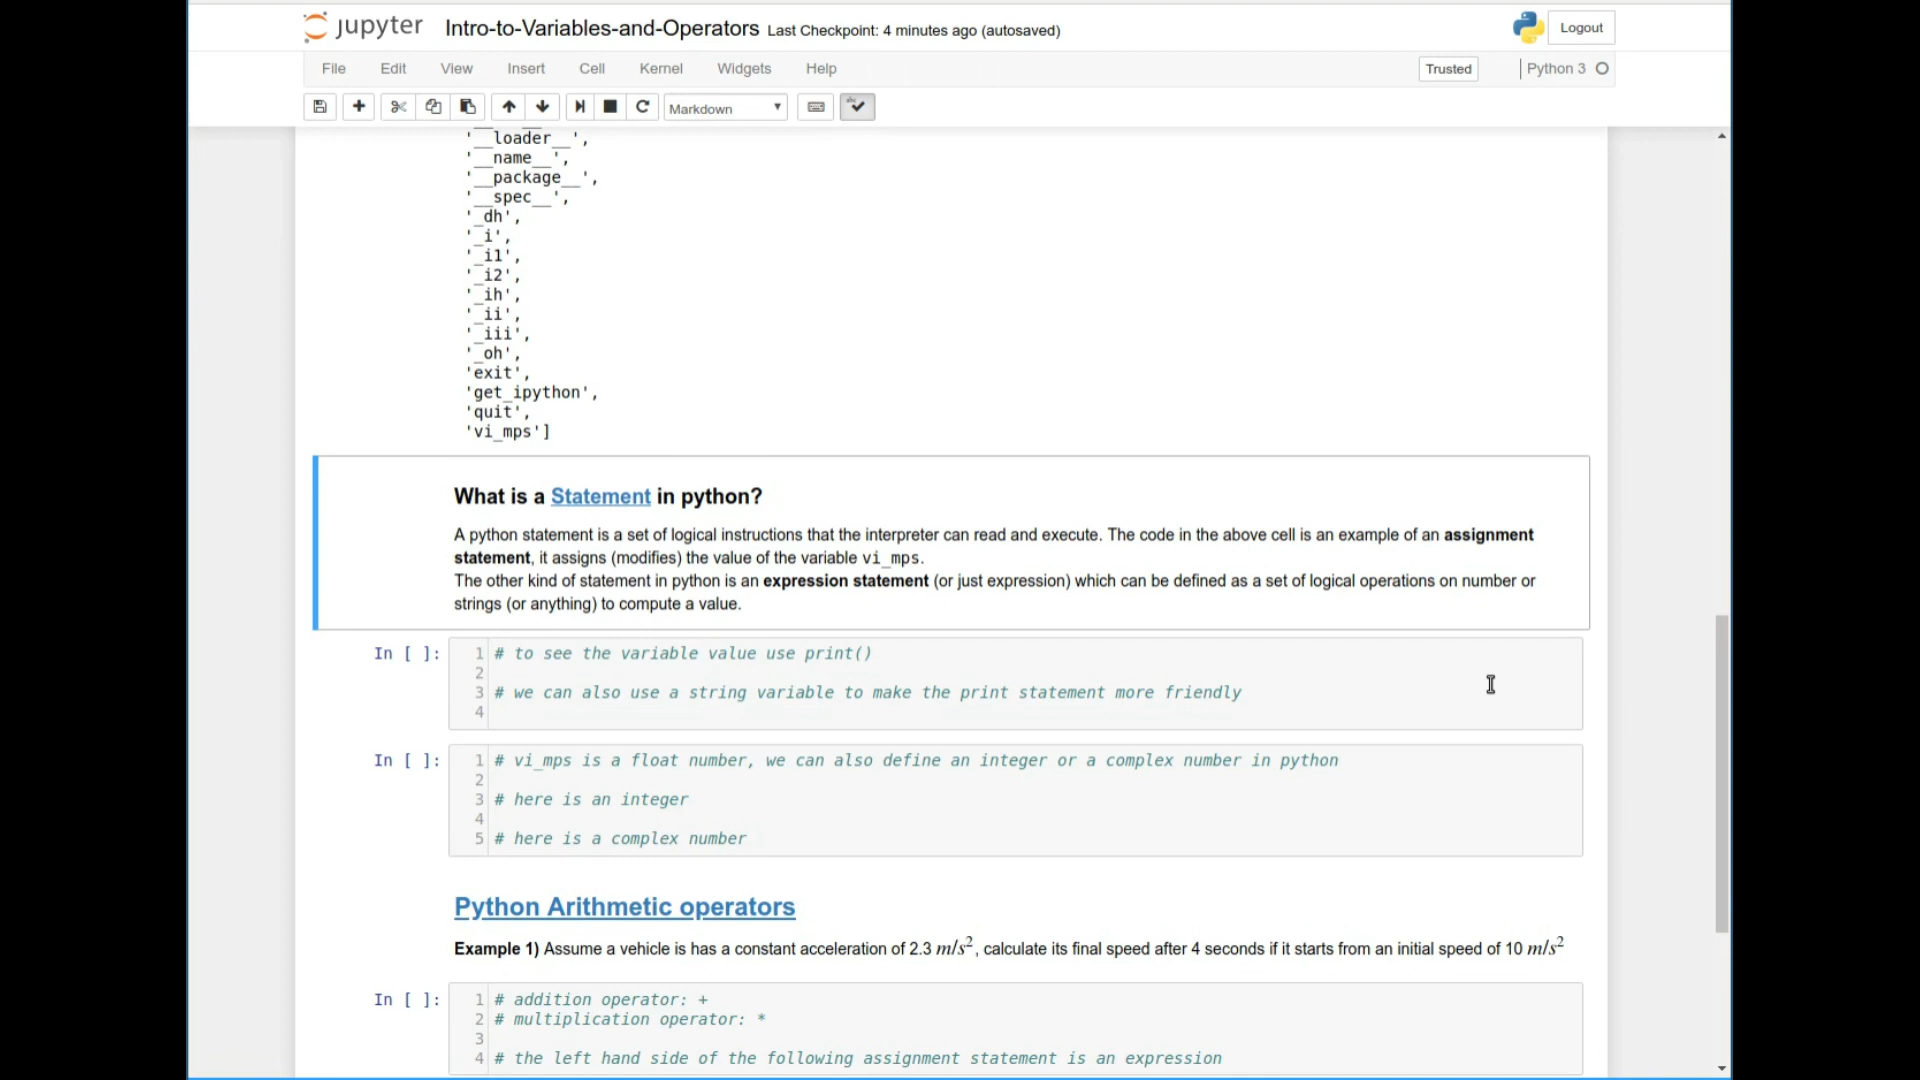 jupyter Intro-to-Variables-and-Operators Last Checkpoint: 4 minutes ago (autosaved) Logout
File Edit View Insert Cell Kernel Widgets Help Trusted Python 3
Markdown
'__loader__',
'__name__',
'__package__',
'__spec__',
'_dh',
'_i',
'_i1',
'_i2',
'_ih',
'_ii',
'_iii',
'_oh',
'exit',
'get_ipython',
'quit',
'vi_mps']
What is a Statement in python?
A python statement is a set of logical instructions that the interpreter can read and execute. The code in the above cell is an example of an assignment
statement, it assigns (modifies) the value of the variable vi_mps.
The other kind of statement in python is an expression statement (or just expression) which can be defined as a set of logical operations on number or
strings (or anything) to compute a value.
In [ ]: 1 # to see the variable value use print()
2
3 # we can also use a string variable to make the print statement more friendly
4
In [ ]: 1 # vi_mps is a float number, we can also define an integer or a complex number in python
2
3 # here is an integer
4
5 # here is a complex number
Python Arithmetic operators
Example 1) Assume a vehicle is has a constant acceleration of 2.3 m/s², calculate its final speed after 4 seconds if it starts from an initial speed of 10 m/s²
In [ ]: 1 # addition operator: +
2 # multiplication operator: *
3
4 # the left hand side of the following assignment statement is an expression